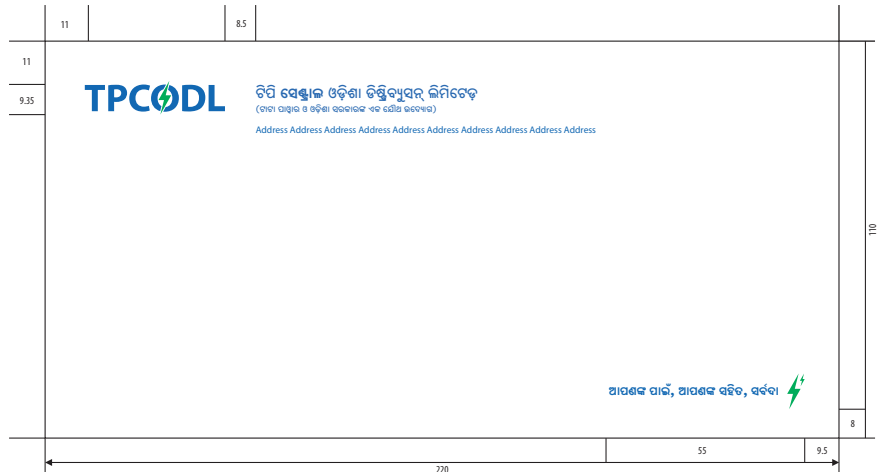 11
8.5
11
9.35
TPCODL
ଟିପି ସେଣ୍ଟ୍ରାଲ ଓଡ଼ିଶା ଡିଷ୍ଟ୍ରିବ୍ୟୁସନ୍ ଲିମିଟେଡ଼
(ଟାଟା ପାୱାର ଓ ଓଡ଼ିଶା ସରକାରଙ୍କ ଏକ ଯୌଥ ଉଦ୍ୟୋଗ)
Address Address Address Address Address Address Address Address Address Address
110
ଆପଣଙ୍କ ପାଇଁ, ଆପଣଙ୍କ ସହିତ, ସର୍ବଦା
8
55
9.5
220